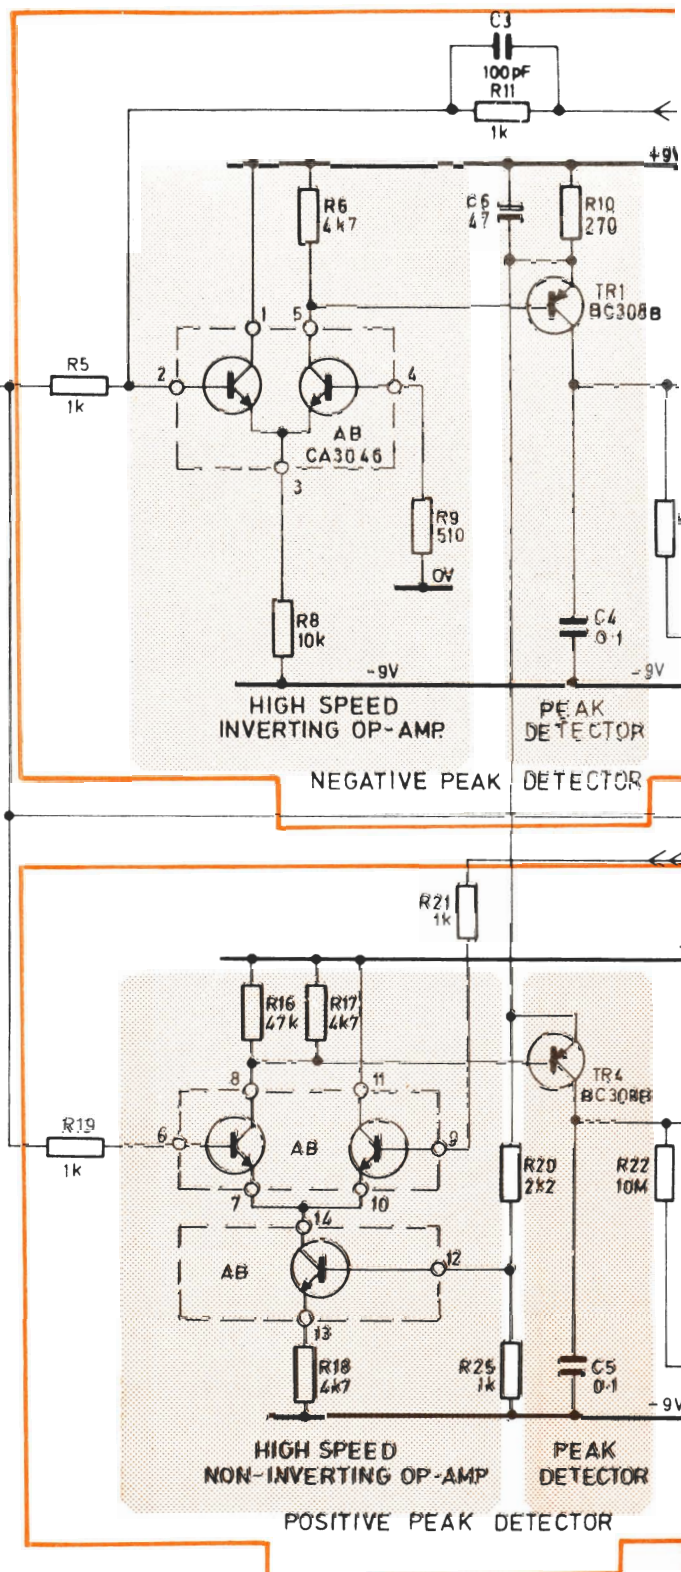 C3
100pF
R11
1k
+9V
R6
4k7
C6
47
R10
270
TR1
BC308B
1
5
R5
1k
2
4
AB
CA3046
3
R9
510
0V
R8
10k
C4
0·1
-9V
-9V
HIGH SPEED
INVERTING OP-AMP
PEAK
DETECTOR
NEGATIVE PEAK DETECTOR
R21
1k
R16
47k
R17
4k7
8
11
TR4
BC308B
R19
1k
6
AB
9
R20
2k2
R22
10M
7
10
14
AB
12
13
R18
4k7
R25
1k
C5
0·1
-9V
HIGH SPEED
NON-INVERTING OP-AMP
PEAK
DETECTOR
POSITIVE PEAK DETECTOR